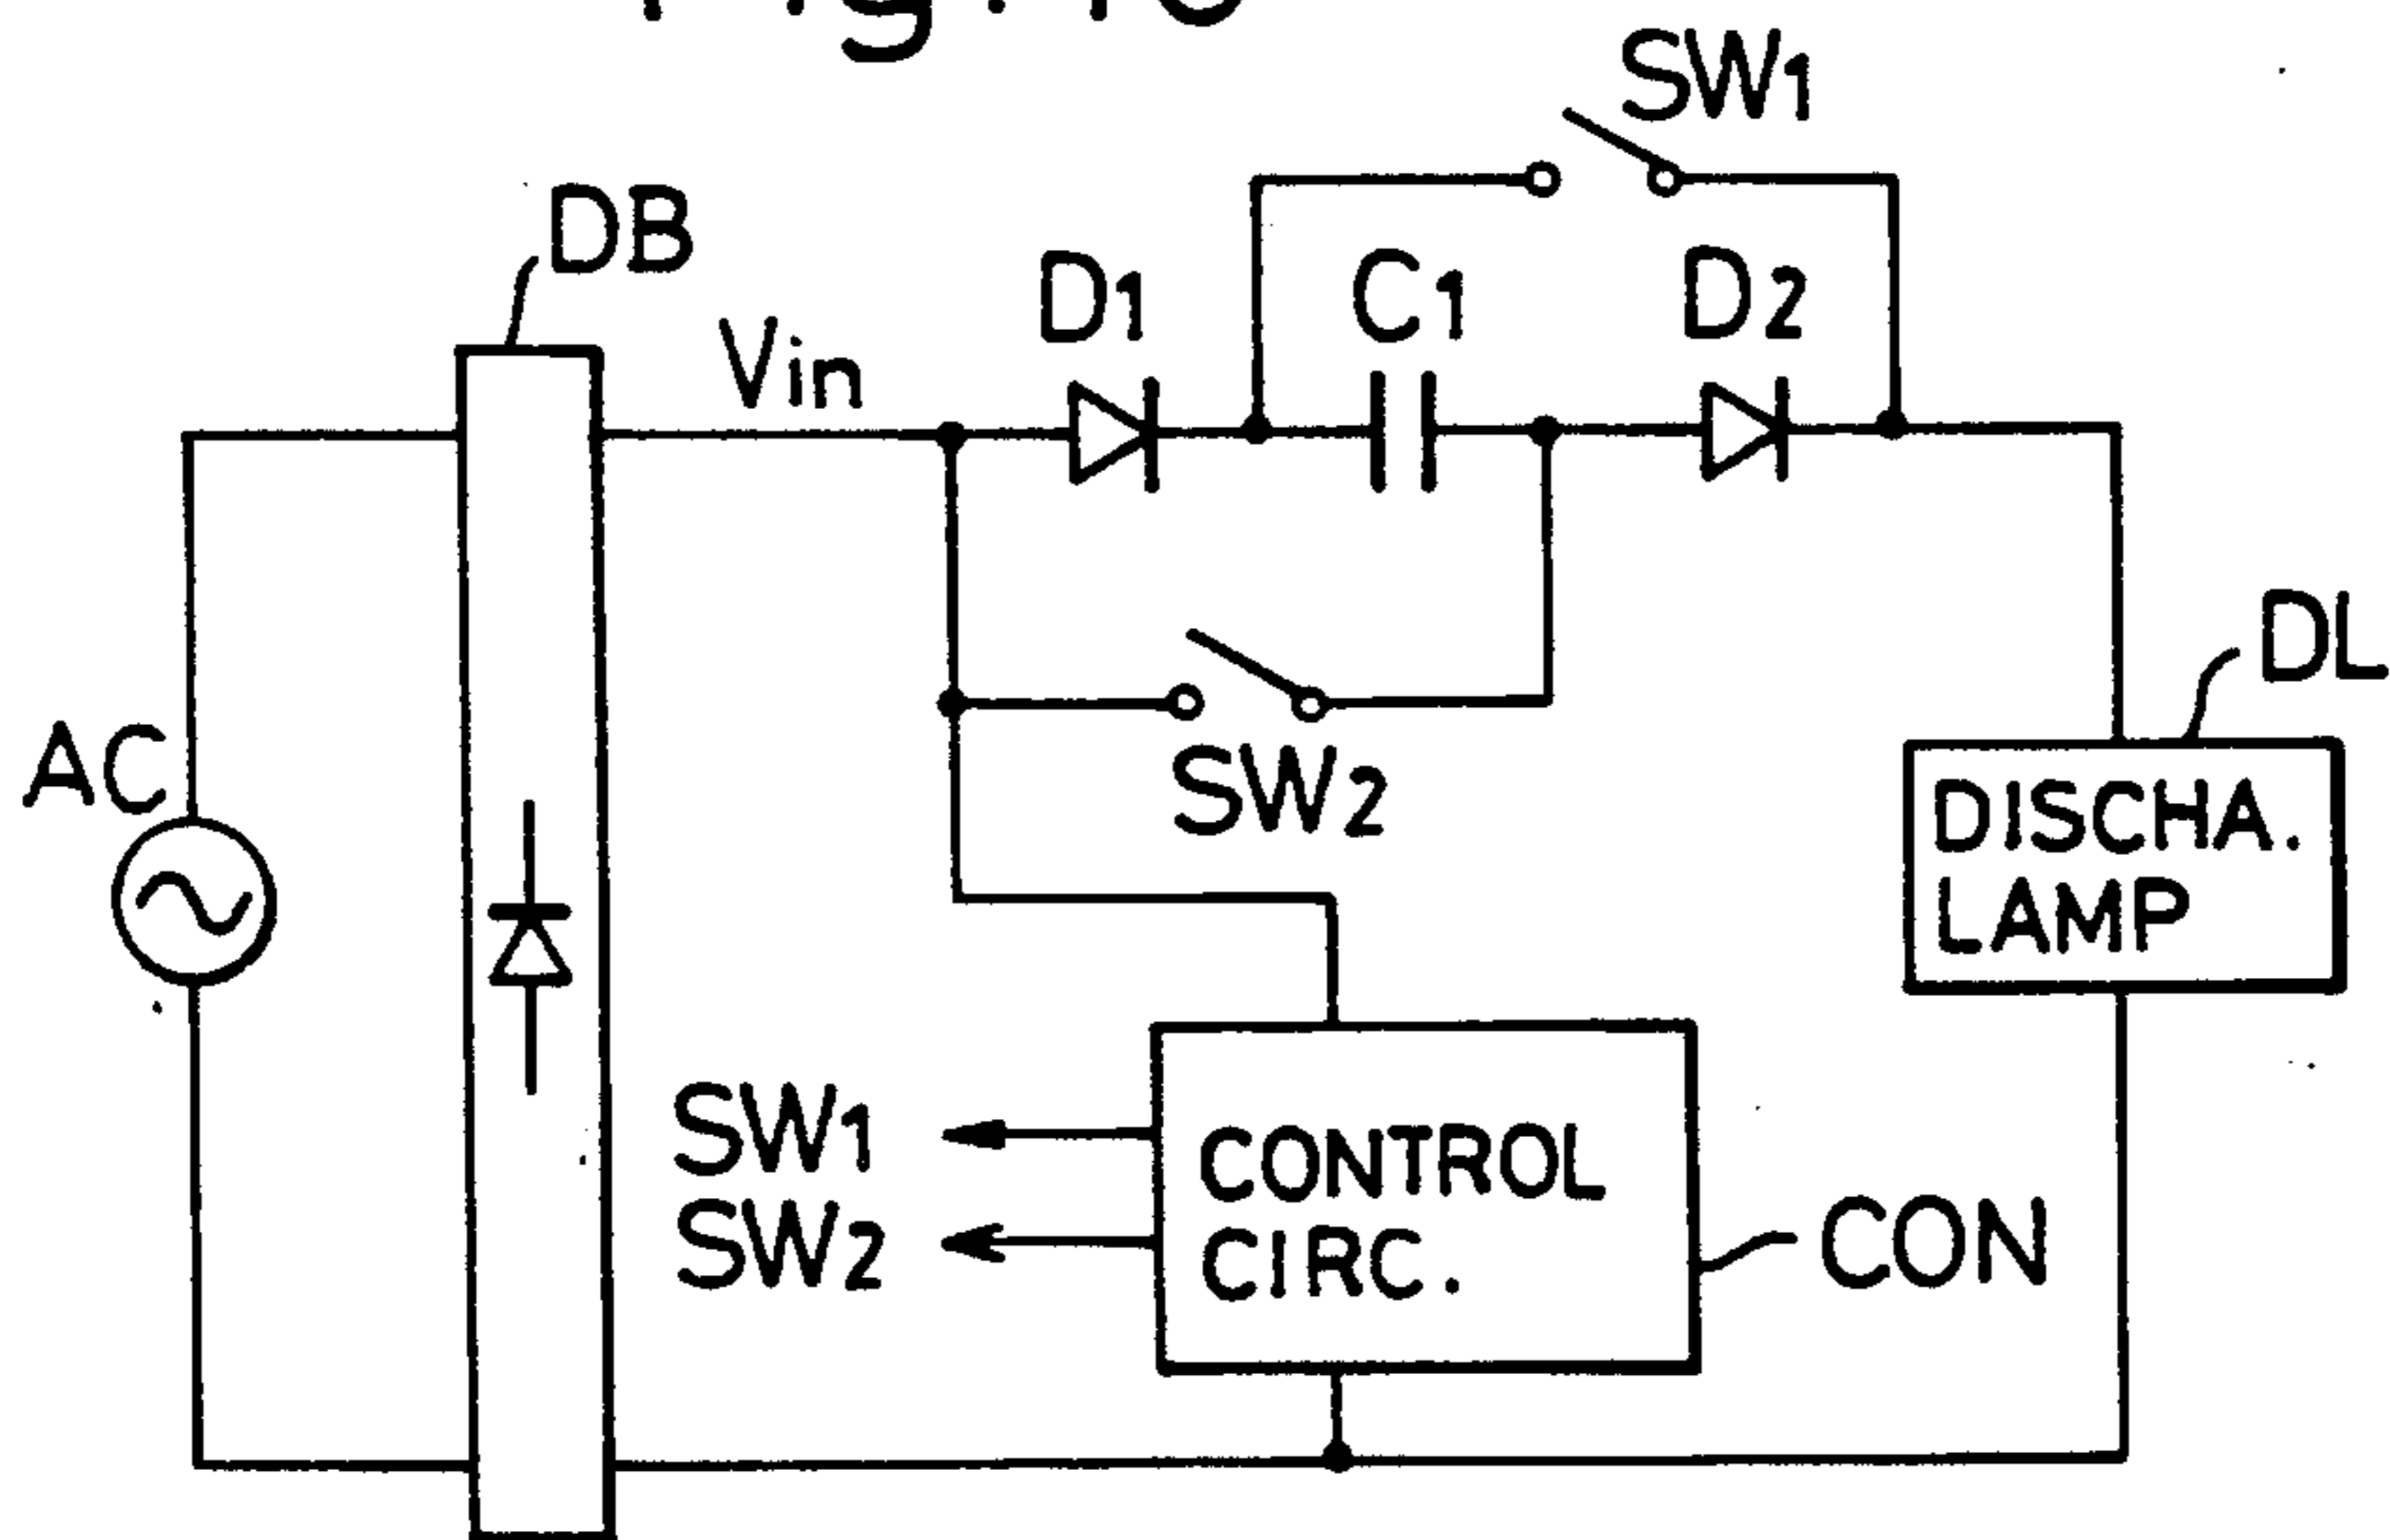 SW1
DB
D1
C1
D2
Vin
DL
AC
SW2
DISCHA.
LAMP
SW1
SW2
CONTROL
CIRC.
CON